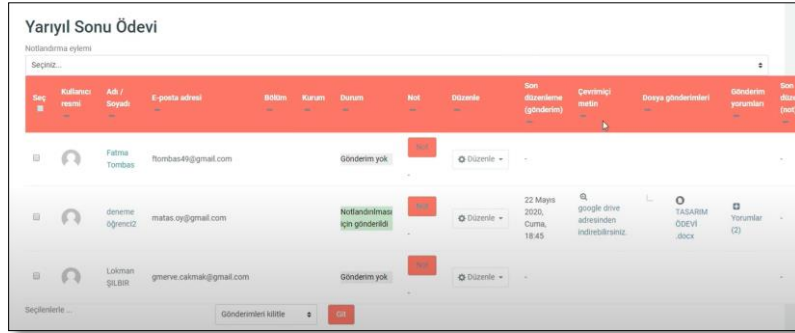 Yarıyıl Sonu Ödevi
Notlandırma eylemi
Seçiniz...
Seç Kullanıcı resmi Adı / Soyadı E-posta adresi Bölüm Kurum Durum Not Düzenle Son düzenleme (gönderim) Çevrimiçi metin Dosya gönderimleri Gönderim yorumları Son düze (not)
Fatma Tombas ftombas49@gmail.com Gönderim yok Not Düzenle -
-
deneme öğrenci2 matas.oy@gmail.com Notlandırılması için gönderildi Not Düzenle 22 Mayıs 2020, Cuma, 18:45 google drive adresinden indirebilirsiniz. TASARIM ÖDEVİ .docx Yorumlar (2) -
-
Lokman ŞILBIR gmerve.cakmak@gmail.com Gönderim yok Not Düzenle -
-
Seçilenlerle ... Gönderimleri kilitle Git